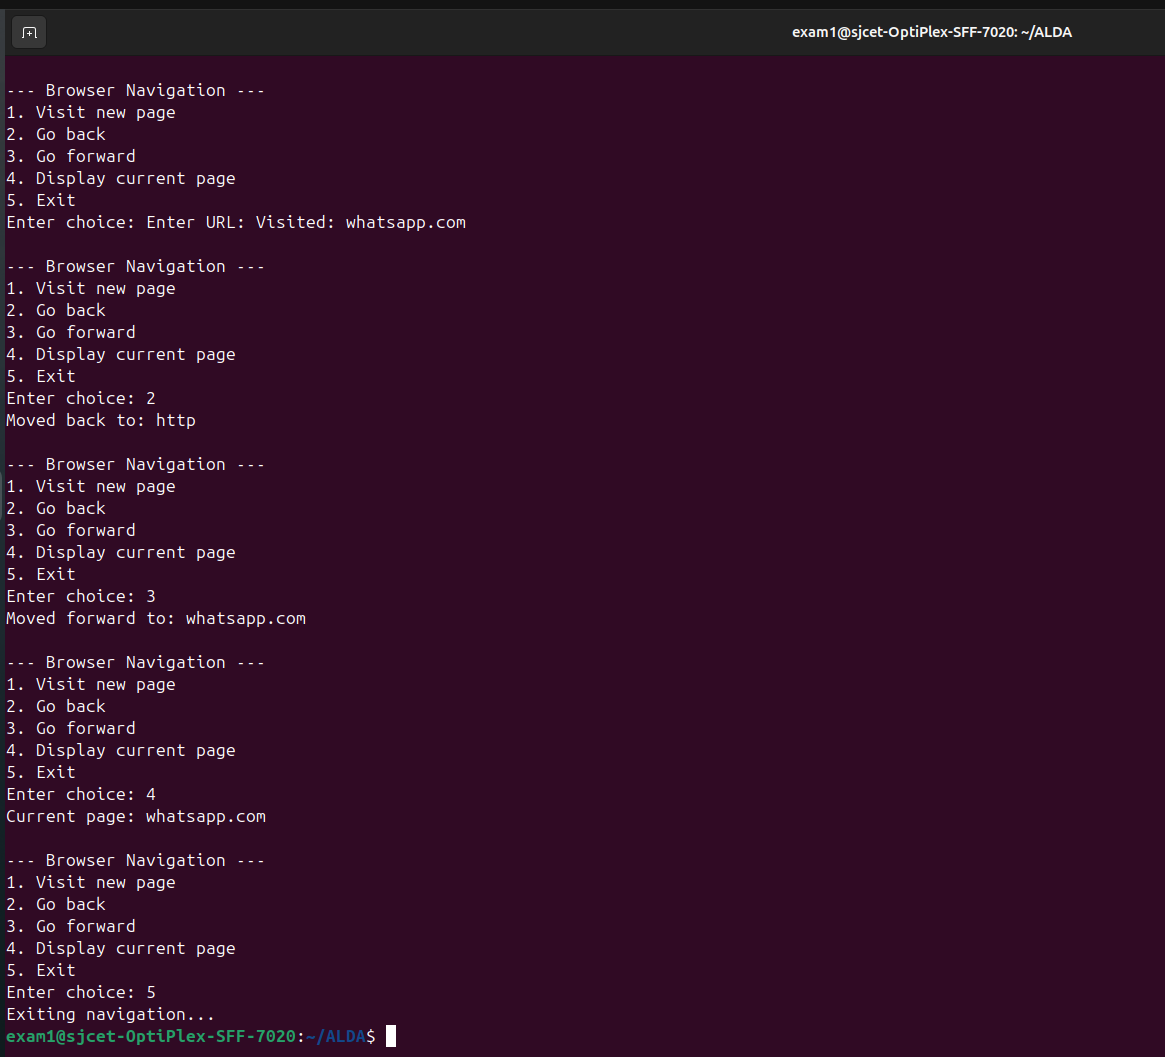 exam1@sjcet-OptiPlex-SFF-7020: ~/ALDA
--- Browser Navigation ---
1. Visit new page
2. Go back
3. Go forward
4. Display current page
5. Exit
Enter choice: Enter URL: Visited: whatsapp.com
--- Browser Navigation ---
1. Visit new page
2. Go back
3. Go forward
4. Display current page
5. Exit
Enter choice: 2
Moved back to: http
--- Browser Navigation ---
1. Visit new page
2. Go back
3. Go forward
4. Display current page
5. Exit
Enter choice: 3
Moved forward to: whatsapp.com
--- Browser Navigation ---
1. Visit new page
2. Go back
3. Go forward
4. Display current page
5. Exit
Enter choice: 4
Current page: whatsapp.com
--- Browser Navigation ---
1. Visit new page
2. Go back
3. Go forward
4. Display current page
5. Exit
Enter choice: 5
Exiting navigation...
exam1@sjcet-OptiPlex-SFF-7020:~/ALDA$